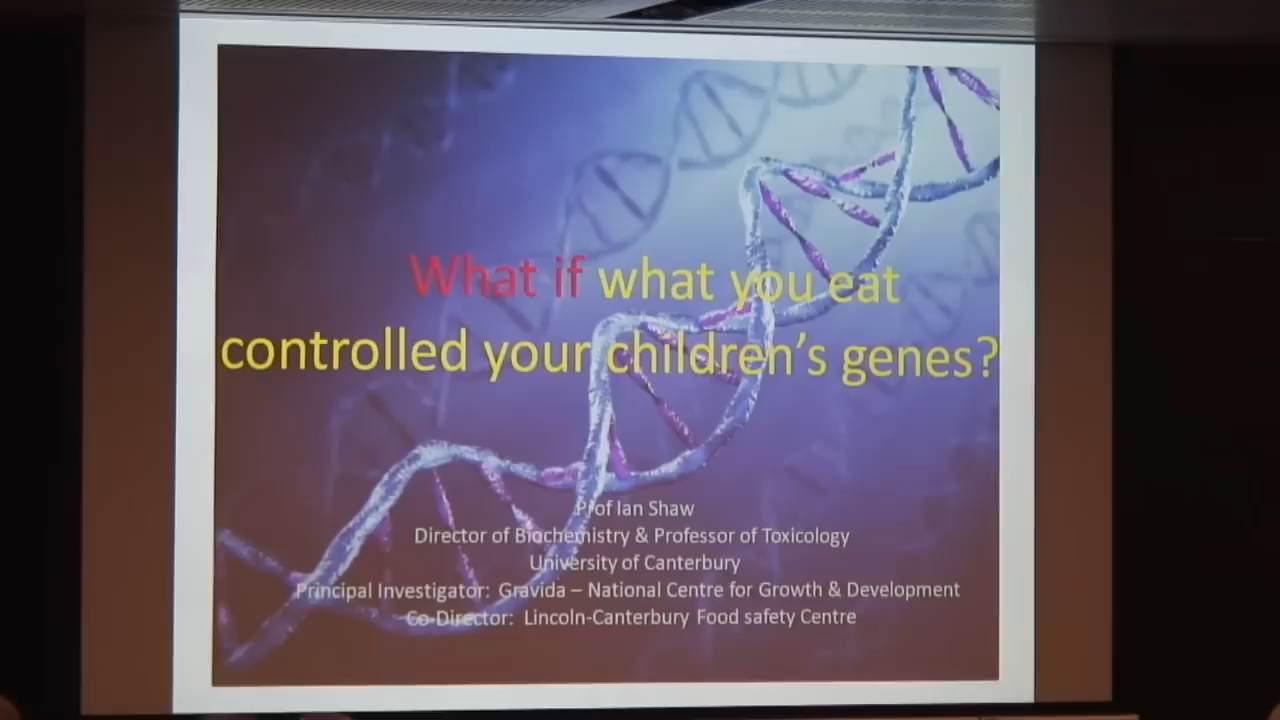 What if what you eat
controlled your children's genes?
Prof Ian Shaw
Director of Biochemistry & Professor of Toxicology
University of Canterbury
Principal Investigator: Gravida – National Centre for Growth & Development
Co-Director: Lincoln-Canterbury Food safety Centre